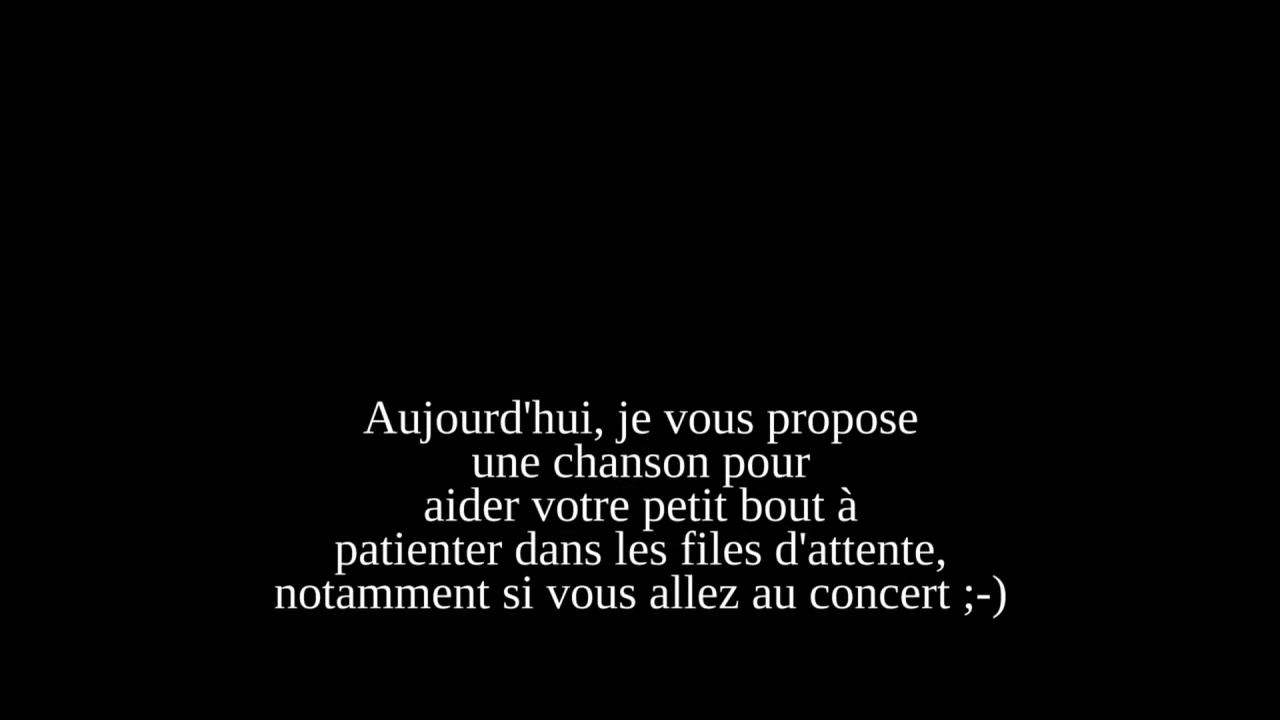 Aujourd'hui, je vous propose
une chanson pour
aider votre petit bout à
patienter dans les files d'attente,
notamment si vous allez au concert ;-)